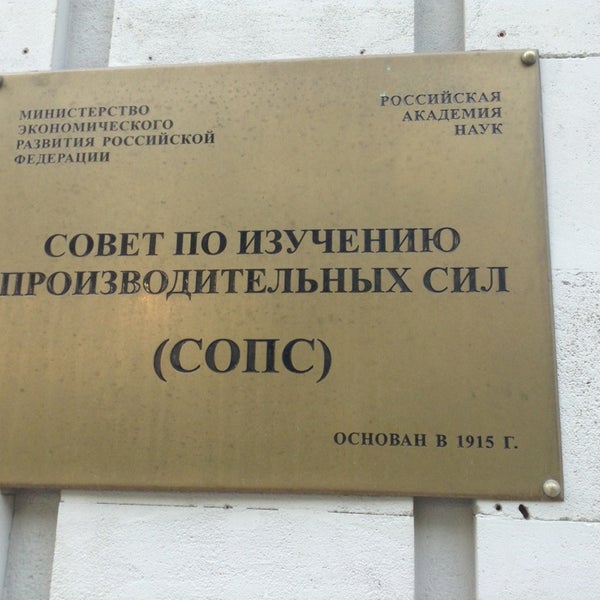 МИНИСТЕРСТВО
ЭКОНОМИЧЕСКОГО
РАЗВИТИЯ РОССИЙСКОЙ
ФЕДЕРАЦИИ
РОССИЙСКАЯ
АКАДЕМИЯ
НАУК
СОВЕТ ПО ИЗУЧЕНИЮ
ПРОИЗВОДИТЕЛЬНЫХ СИЛ
(СОПС)
ОСНОВАН В 1915 Г.